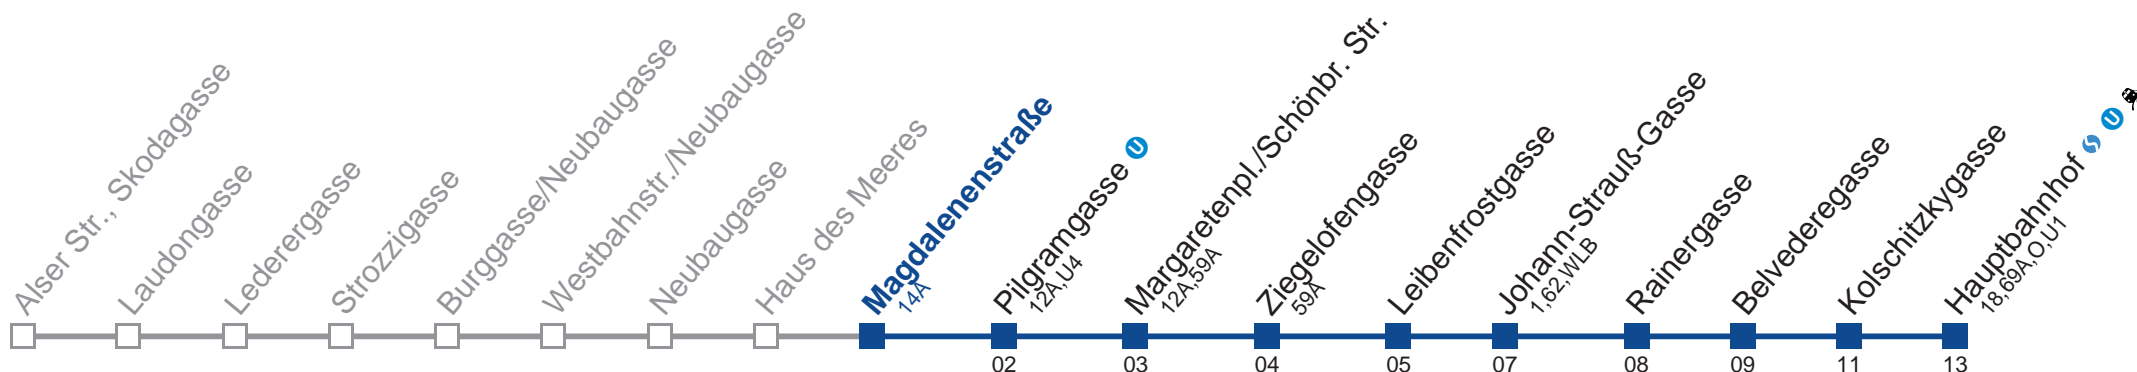 Alser Str., Skodagasse
Laudongasse
Lederergasse
Strozzigasse
Burggasse/Neubaugasse
Westbahnstr./Neubaugasse
Neubaugasse
Haus des Meeres
Magdalenenstraße
14A
Pilgramgasse U
12A,U4
02
Margaretenpl./Schönbr. Str.
12A,59A
03
Ziegelofengasse
59A
04
Leibenfrostgasse
05
Johann-Strauß-Gasse
1,62,WLB
07
Rainergasse
08
Belvederegasse
09
Kolschitzkygasse
11
Hauptbahnhof S U
18,69A,O,U1
13